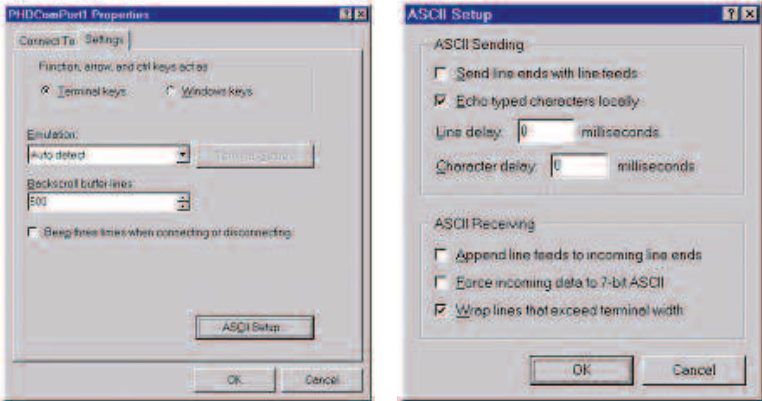 PHDComPort1 Properties
Connect To Settings
Function, arrow, and ctrl keys act as
Terminal keys Windows keys
Emulation:
Auto detect
Backscroll buffer lines:
500
Beep three times when connecting or disconnecting
ASCII Setup...
OK Cancel
ASCII Setup
ASCII Sending
Send line ends with line feeds
Echo typed characters locally
Line delay: 0 milliseconds.
Character delay: 0 milliseconds
ASCII Receiving
Append line feeds to incoming line ends
Force incoming data to 7-bit ASCII
Wrap lines that exceed terminal width
OK Cancel